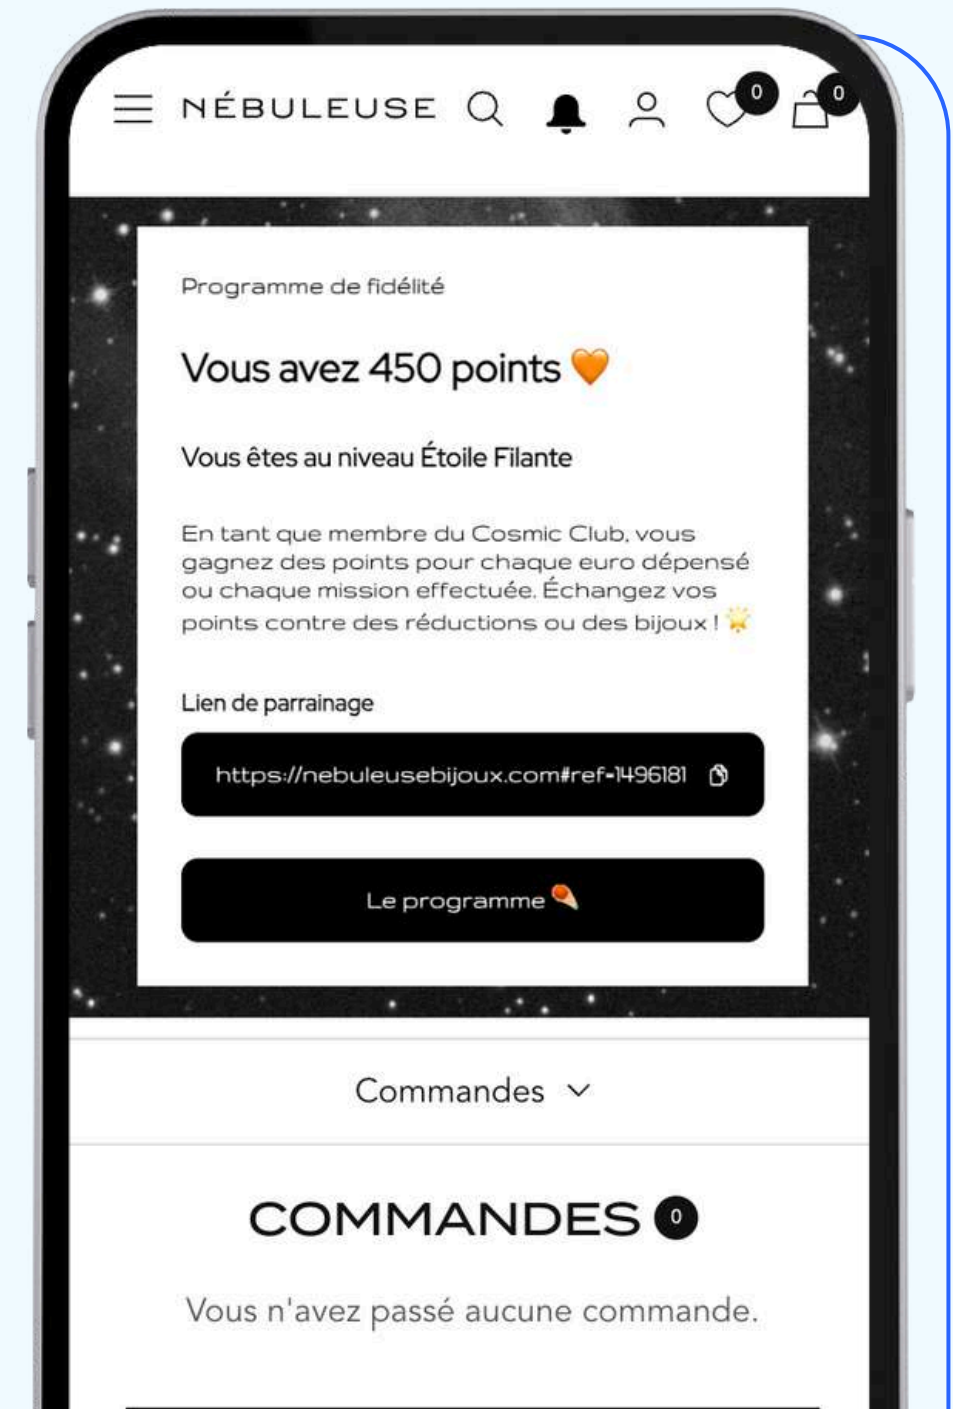 NÉBULEUSE
0
0
Programme de fidélité
Vous avez 450 points 🧡
Vous êtes au niveau Étoile Filante
En tant que membre du Cosmic Club, vous
gagnez des points pour chaque euro dépensé
ou chaque mission effectuée. Échangez vos
points contre des réductions ou des bijoux ! 🌟
Lien de parrainage
https://nebuleusebijoux.com#ref=1496181
Le programme
Commandes
COMMANDES 0
Vous n'avez passé aucune commande.